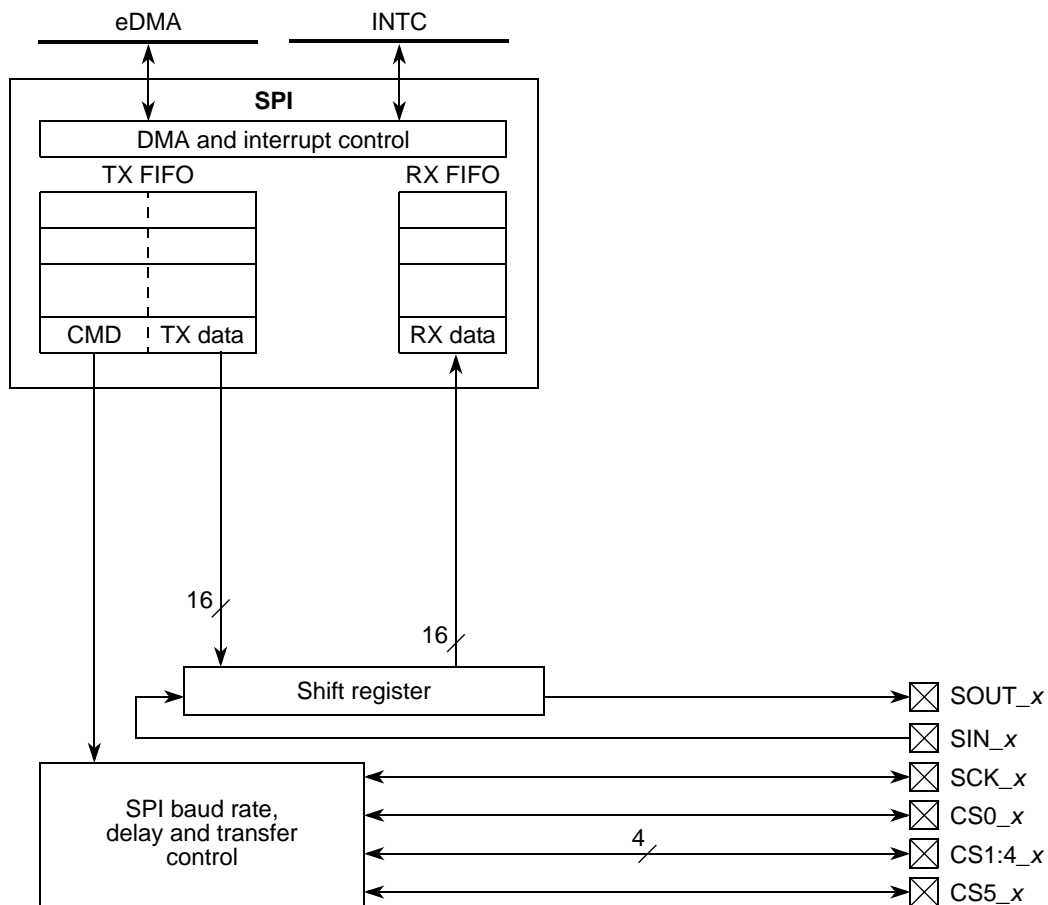 eDMA
INTC
SPI
DMA and interrupt control
TX FIFO
RX FIFO
CMD
TX data
RX data
16
16
Shift register
SOUT_x
SIN_x
SCK_x
SPI baud rate,
delay and transfer
control
CS0_x
4
CS1:4_x
CS5_x